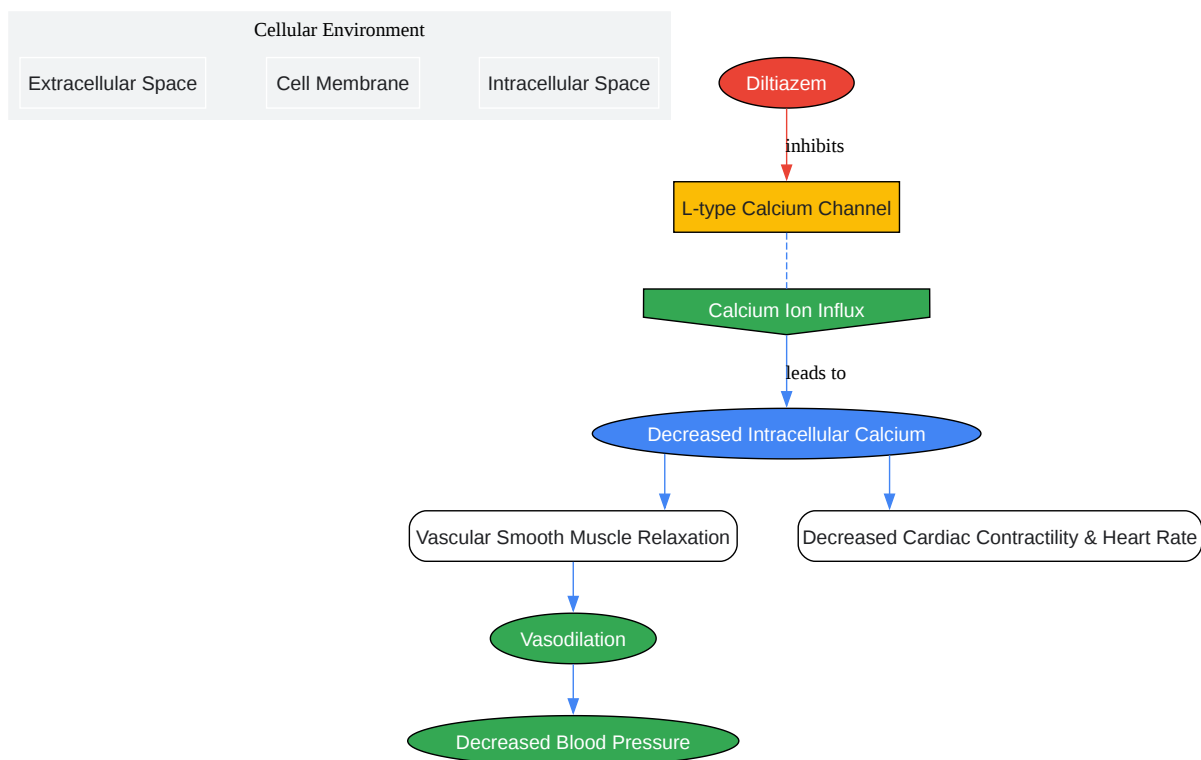 Cellular Environment
Extracellular Space
Cell Membrane
Intracellular Space
Diltiazem
inhibits
L-type Calcium Channel
Calcium Ion Influx
leads to
Decreased Intracellular Calcium
Vascular Smooth Muscle Relaxation
Decreased Cardiac Contractility & Heart Rate
Vasodilation
Decreased Blood Pressure